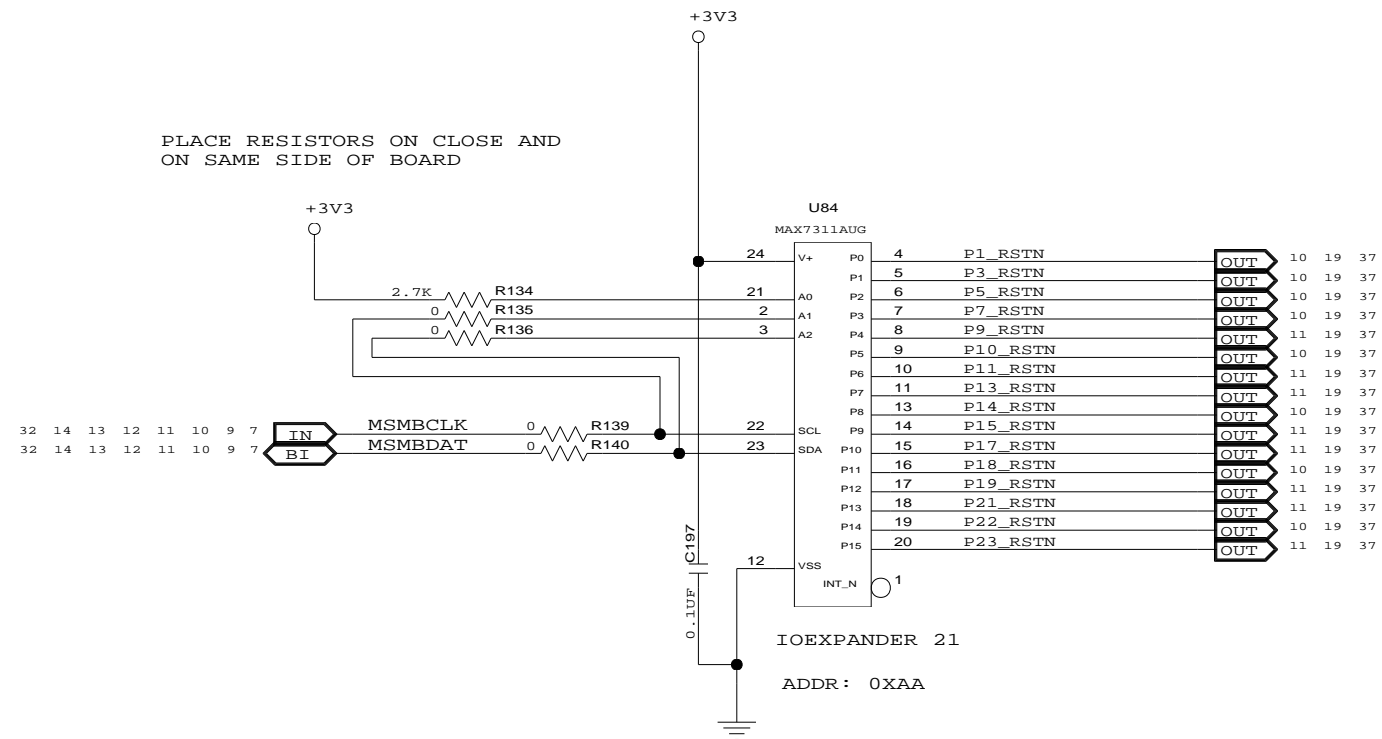 +3V3
PLACE RESISTORS ON CLOSE AND
ON SAME SIDE OF BOARD
+3V3
U84
MAX7311AUG
24 V+ P0 4 P1_RSTN OUT 10 19 37
P1 5 P3_RSTN OUT 10 19 37
2.7K R134 21 A0 P2 6 P5_RSTN OUT 10 19 37
0 R135 2 A1 P3 7 P7_RSTN OUT 10 19 37
0 R136 3 A2 P4 8 P9_RSTN OUT 11 19 37
P5 9 P10_RSTN OUT 10 19 37
P6 10 P11_RSTN OUT 11 19 37
P7 11 P13_RSTN OUT 11 19 37
P8 13 P14_RSTN OUT 10 19 37
32 14 13 12 11 10 9 7 IN MSMBCLK 0 R139 22 SCL P9 14 P15_RSTN OUT 11 19 37
32 14 13 12 11 10 9 7 BI MSMBDAT 0 R140 23 SDA P10 15 P17_RSTN OUT 11 19 37
P11 16 P18_RSTN OUT 10 19 37
P12 17 P19_RSTN OUT 11 19 37
P13 18 P21_RSTN OUT 11 19 37
P14 19 P22_RSTN OUT 10 19 37
P15 20 P23_RSTN OUT 11 19 37
C197
0.1UF
12 VSS
INT_N 1
IOEXPANDER 21
ADDR: 0XAA